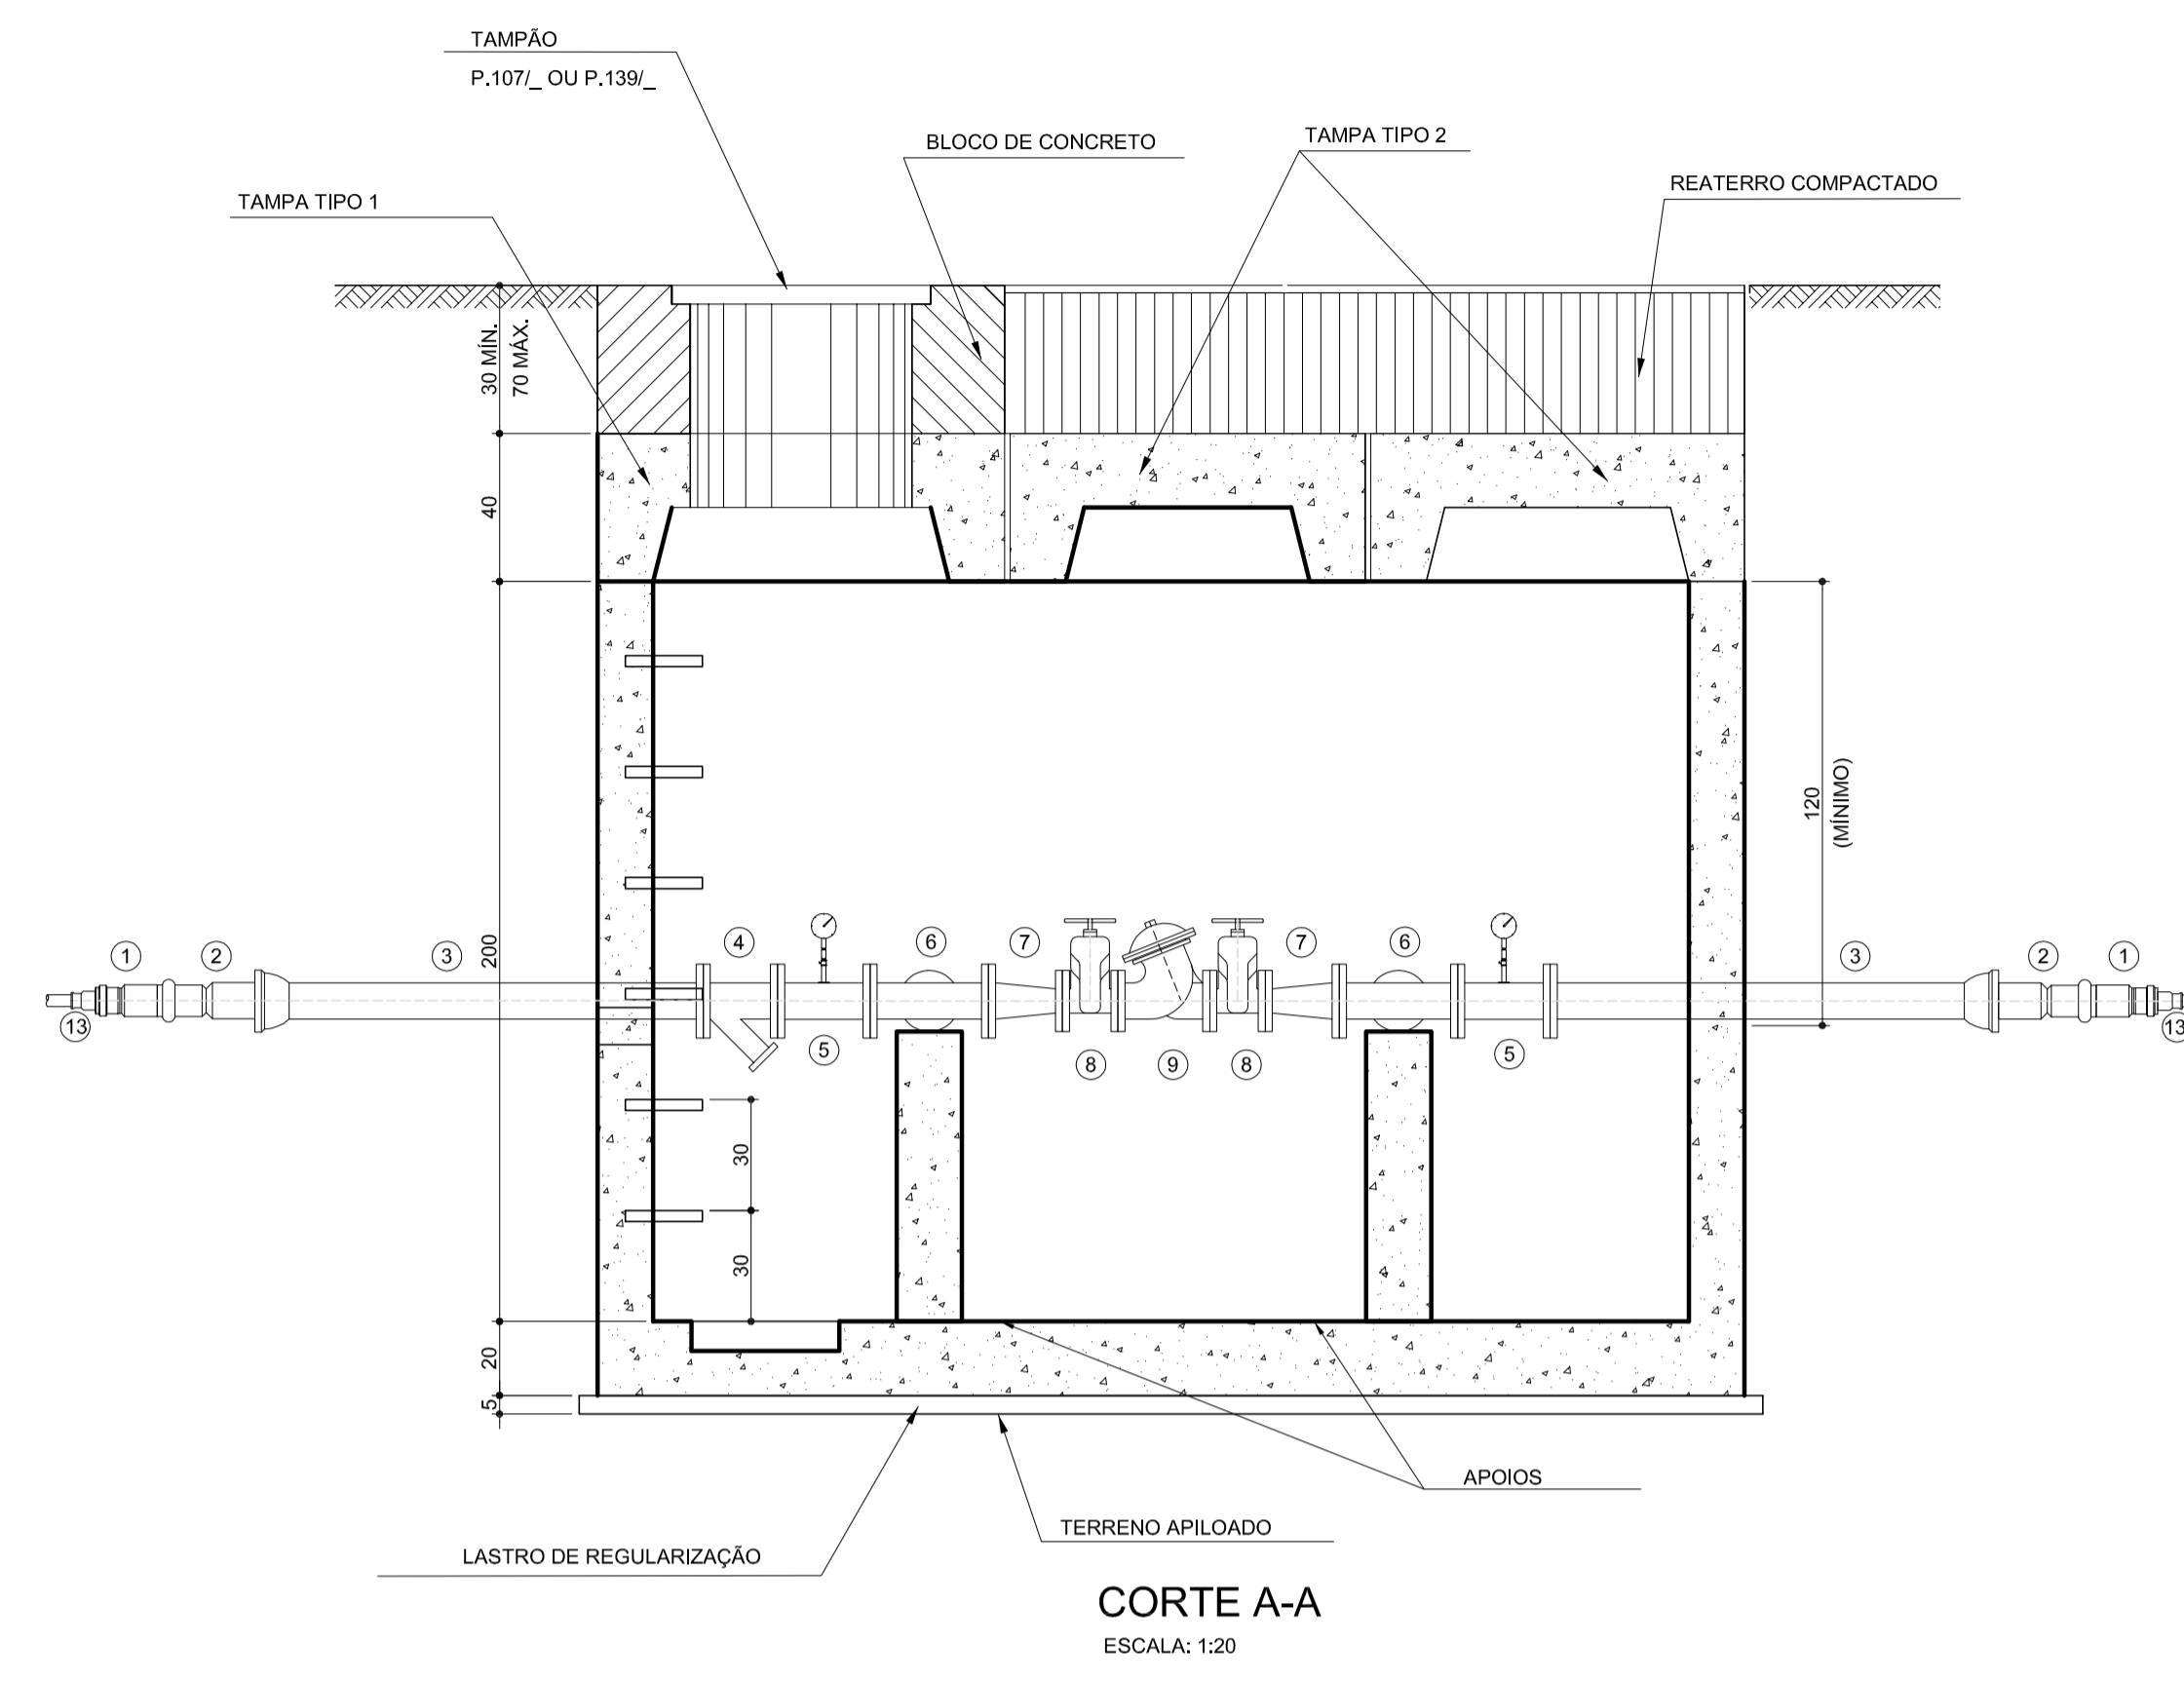 TAMPÃO
P.107/_ OU P.139/_
BLOCO DE CONCRETO
TAMPA TIPO 2
REATERRO COMPACTADO
TAMPA TIPO 1
30 MÍN.
70 MÁX.
40
120
(MÍNIMO)
200
1
2
3
4
6
7
7
6
3
2
1
13
5
8
9
8
5
13
30
30
20
5
APOIOS
TERRENO APILOADO
LASTRO DE REGULARIZAÇÃO
CORTE A-A
ESCALA: 1:20